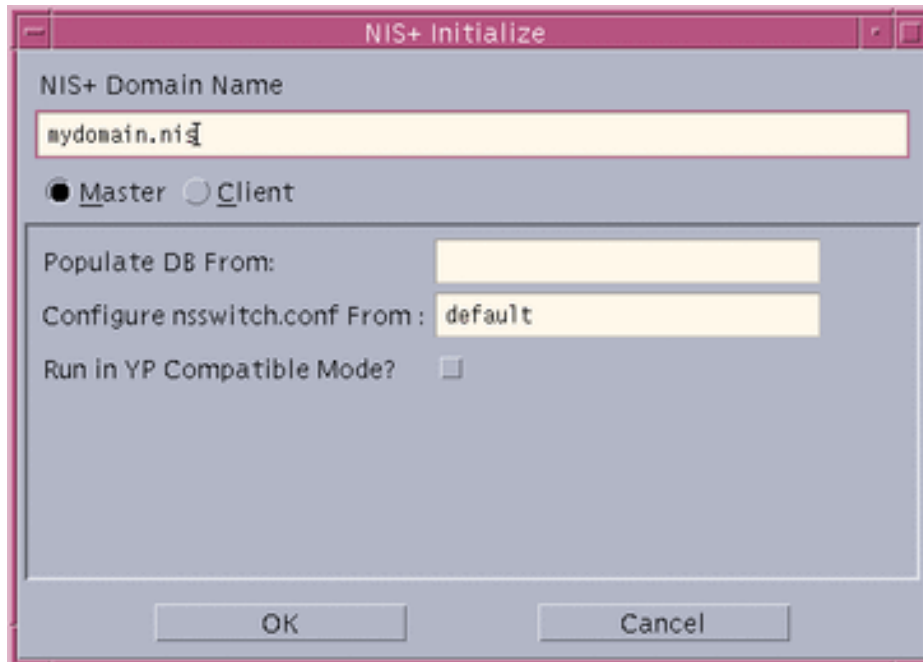 NIS+ Initialize
NIS+ Domain Name
mydomain.nis
Master Client
Populate DB From:
Configure nsswitch.conf From : default
Run in YP Compatible Mode?
OK Cancel